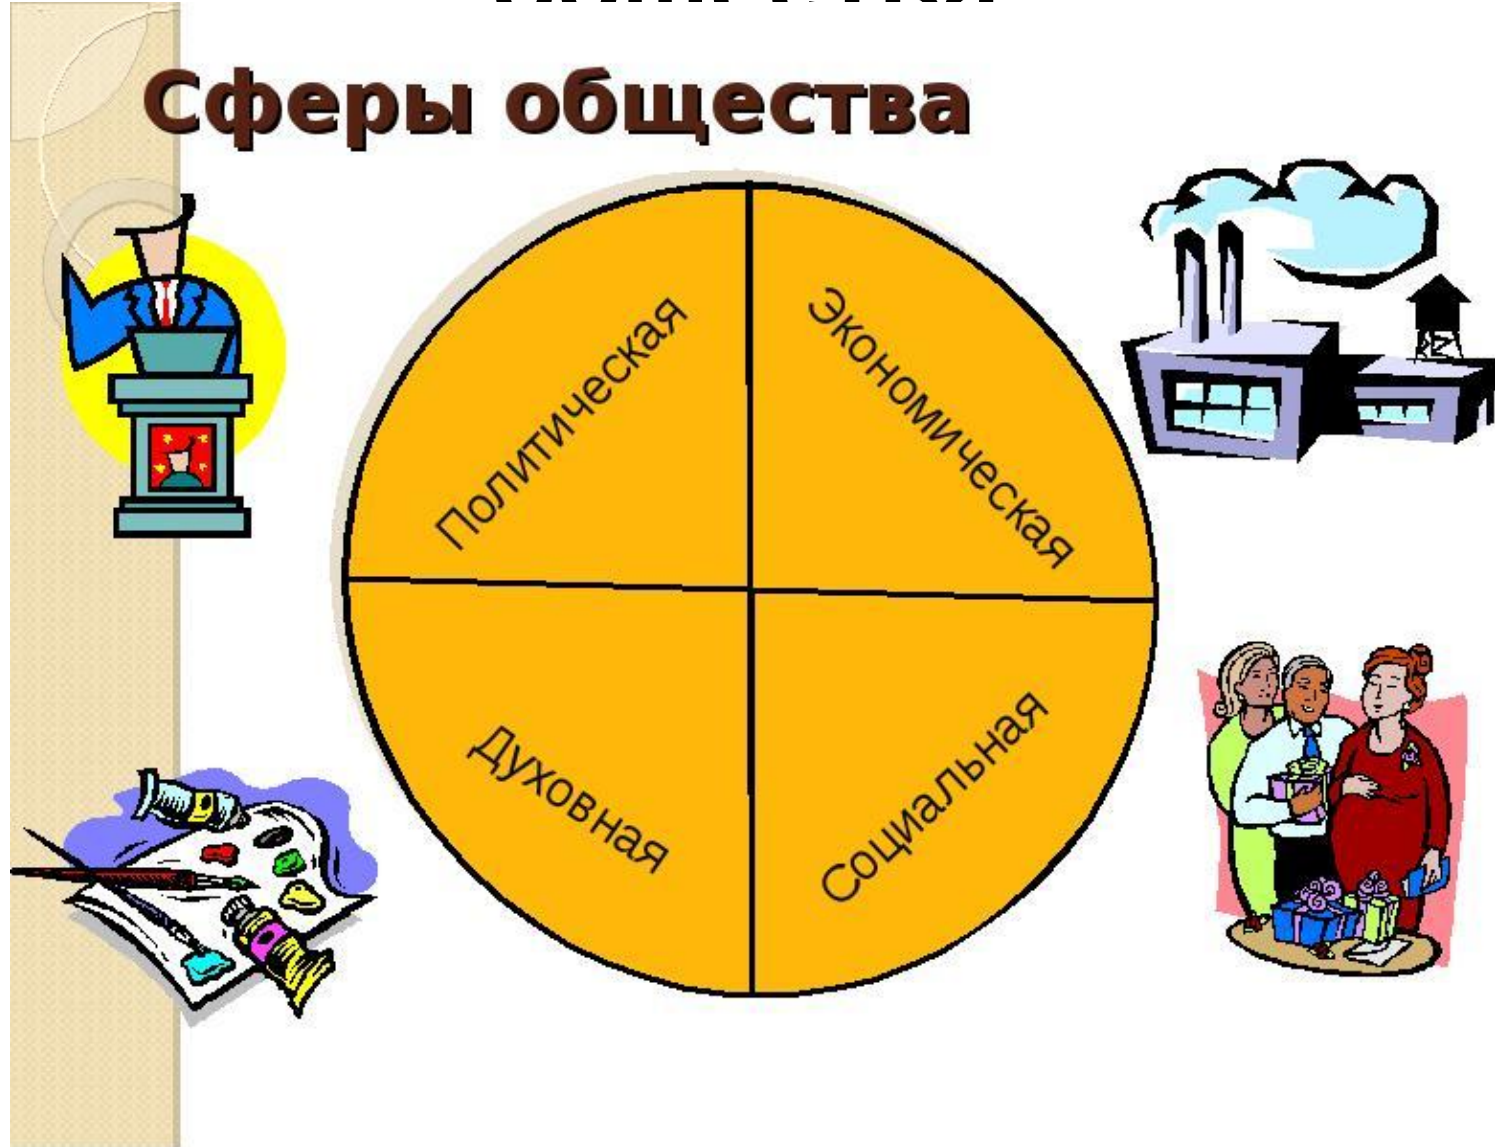 Сферы общества
Политическая
Экономическая
Духовная
Социальная